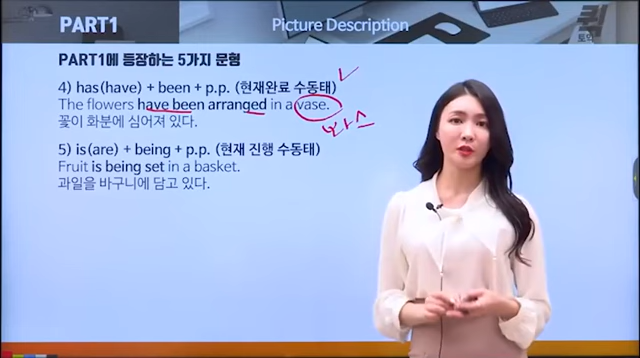 PART1
Picture Description
퀵
토익
PART1에 등장하는 5가지 문형
4) has(have) + been + p.p. (현재완료 수동태)
The flowers have been arranged in a vase.
꽃이 화분에 심어져 있다.
바스
5) is(are) + being + p.p. (현재 진행 수동태)
Fruit is being set in a basket.
과일을 바구니에 담고 있다.